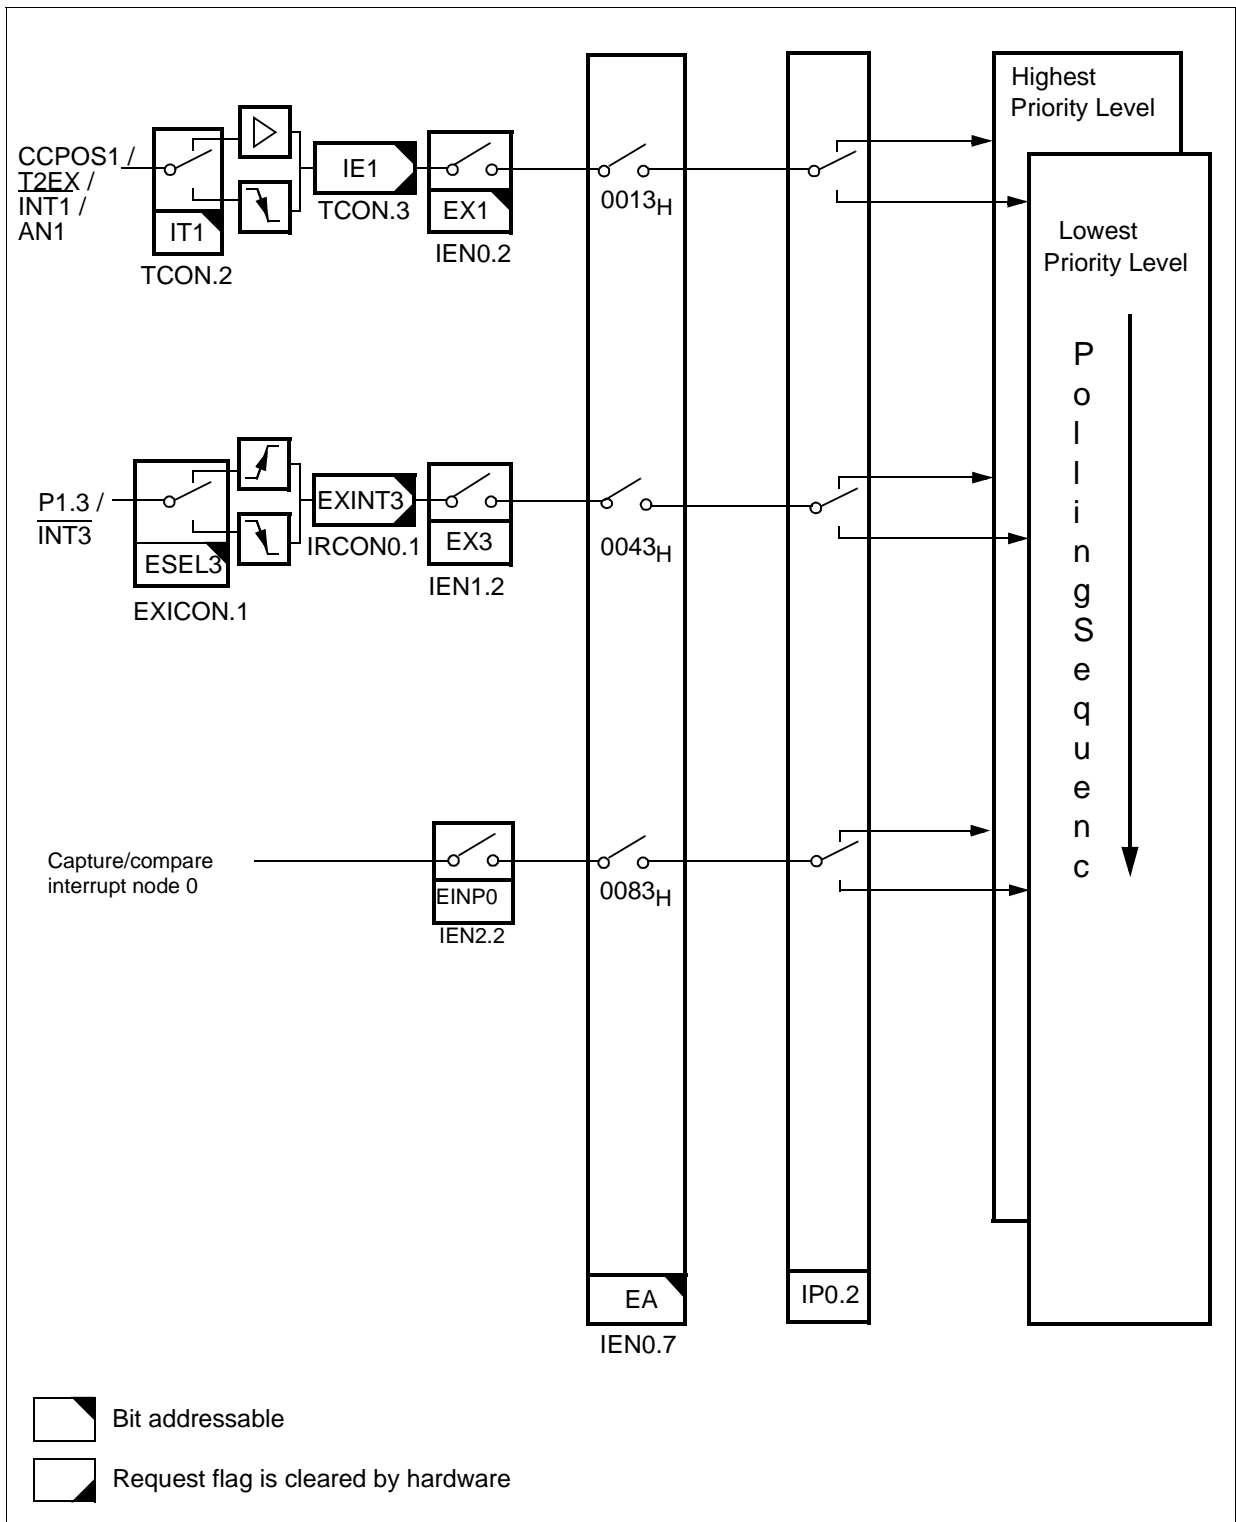 Highest
Priority Level
CCPOS1 /
T2EX /
INT1 /
AN1
IT1
TCON.2
IE1
TCON.3
EX1
IEN0.2
0013H
Lowest
Priority Level
P1.3 /
INT3
ESEL3
EXICON.1
EXINT3
IRCON0.1
EX3
IEN1.2
0043H
Capture/compare
interrupt node 0
EINP0
IEN2.2
0083H
P
o
l
l
i
n
g
S
e
q
u
e
n
c
EA
IEN0.7
IP0.2
Bit addressable
Request flag is cleared by hardware